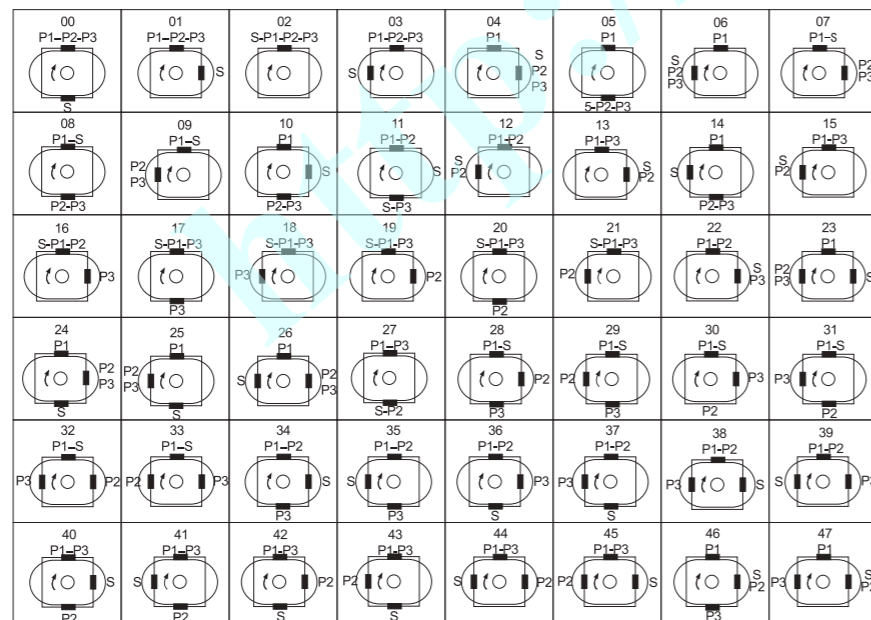 00
P1–P2-P3
S
01
P1–P2-P3
S
02
S-P1-P2-P3
03
P1-P2-P3
S
04
P1
S
P2
P3
05
P1
5-P2-P3
06
P1
S
P2
P3
07
P1-S
P2
P3
08
P1–S
P2-P3
09
P1–S
P2
P3
10
P1
S
P2-P3
11
P1-P2
S
S-P3
12
P1-P2
S
P2
13
P1-P3
S
P2
14
P1
S
P2-P3
15
P1-P3
S
P2
16
S-P1-P2
P3
17
S-P1-P3
P3
18
S-P1-P3
P3
19
S-P1-P3
P2
20
S-P1-P3
P2
21
S-P1-P3
P2
22
P1-P2
S
P3
23
P1
P2
P3
S
24
P1
P2
P3
S
25
P1
P2
P3
S
26
P1
S
P2
P3
27
P1–P3
S-P2
28
P1-S
P2
P3
29
P1-S
P2
P3
30
P1-S
P3
P2
31
P1-S
P3
P2
32
P1–S
P3
P2
33
P1–S
P2
P3
34
P1–P2
S
P3
35
P1–P2
S
P3
36
P1-P2
P3
S
37
P1-P2
P3
S
38
P1-P2
P3
S
39
P1-P2
S
P3
40
P1–P3
S
P2
41
P1–P3
S
P2
42
P1-P3
P2
S
43
P1-P3
P2
S
44
P1-P3
S
P2
45
P1-P3
P2
S
46
P1
S
P2
P3
47
P1
P3
S
P2
http:/